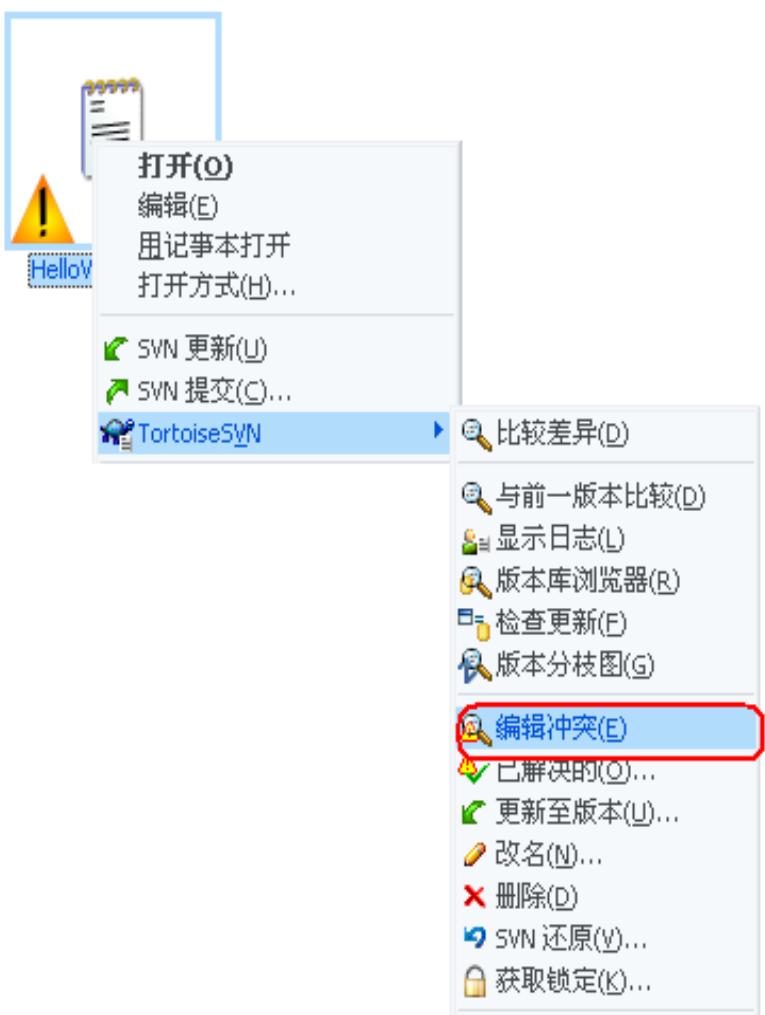 打开(O)
编辑(E)
用记事本打开
打开方式(H)...
HelloW
SVN 更新(U)
SVN 提交(C)...
TortoiseSVN
比较差异(D)
与前一版本比较(D)
显示日志(L)
版本库浏览器(R)
检查更新(F)
版本分枝图(G)
编辑冲突(E)
已解决的(O)...
更新至版本(U)...
改名(N)...
删除(D)
SVN 还原(V)...
获取锁定(K)...